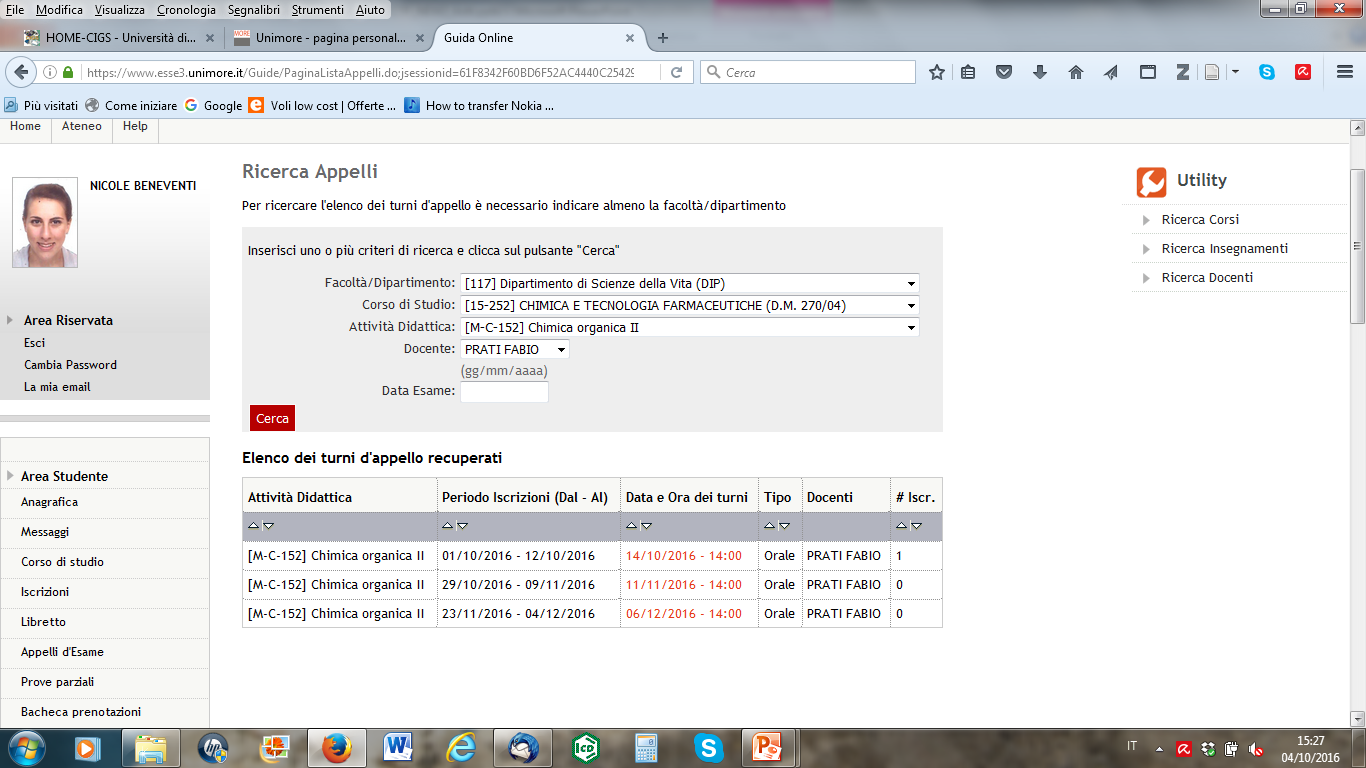 File Modifica Visualizza Cronologia Segnalibri Strumenti Aiuto
HOME-CIGS - Università di... Unimore - pagina personal... Guida Online
https://www.esse3.unimore.it/Guide/PaginaListaAppelli.do;jsessionid=61F8342F60BD6F52AC4440C25429 Cerca
Più visitati Come iniziare Google Voli low cost | Offerte ... How to transfer Nokia ...
Home Ateneo Help
NICOLE BENEVENTI
Area Riservata
Esci
Cambia Password
La mia email
Area Studente
Anagrafica
Messaggi
Corso di studio
Iscrizioni
Libretto
Appelli d'Esame
Prove parziali
Bacheca prenotazioni
Ricerca Appelli
Per ricercare l'elenco dei turni d'appello è necessario indicare almeno la facoltà/dipartimento
Inserisci uno o più criteri di ricerca e clicca sul pulsante "Cerca"
Facoltà/Dipartimento: [117] Dipartimento di Scienze della Vita (DIP)
Corso di Studio: [15-252] CHIMICA E TECNOLOGIA FARMACEUTICHE (D.M. 270/04)
Attività Didattica: [M-C-152] Chimica organica II
Docente: PRATI FABIO
(gg/mm/aaaa)
Data Esame:
Cerca
Elenco dei turni d'appello recuperati
Attività Didattica Periodo Iscrizioni (Dal - Al) Data e Ora dei turni Tipo Docenti # Iscr.
[M-C-152] Chimica organica II 01/10/2016 - 12/10/2016 14/10/2016 - 14:00 Orale PRATI FABIO 1
[M-C-152] Chimica organica II 29/10/2016 - 09/11/2016 11/11/2016 - 14:00 Orale PRATI FABIO 0
[M-C-152] Chimica organica II 23/11/2016 - 04/12/2016 06/12/2016 - 14:00 Orale PRATI FABIO 0
Utility
Ricerca Corsi
Ricerca Insegnamenti
Ricerca Docenti
IT 15:27
04/10/2016